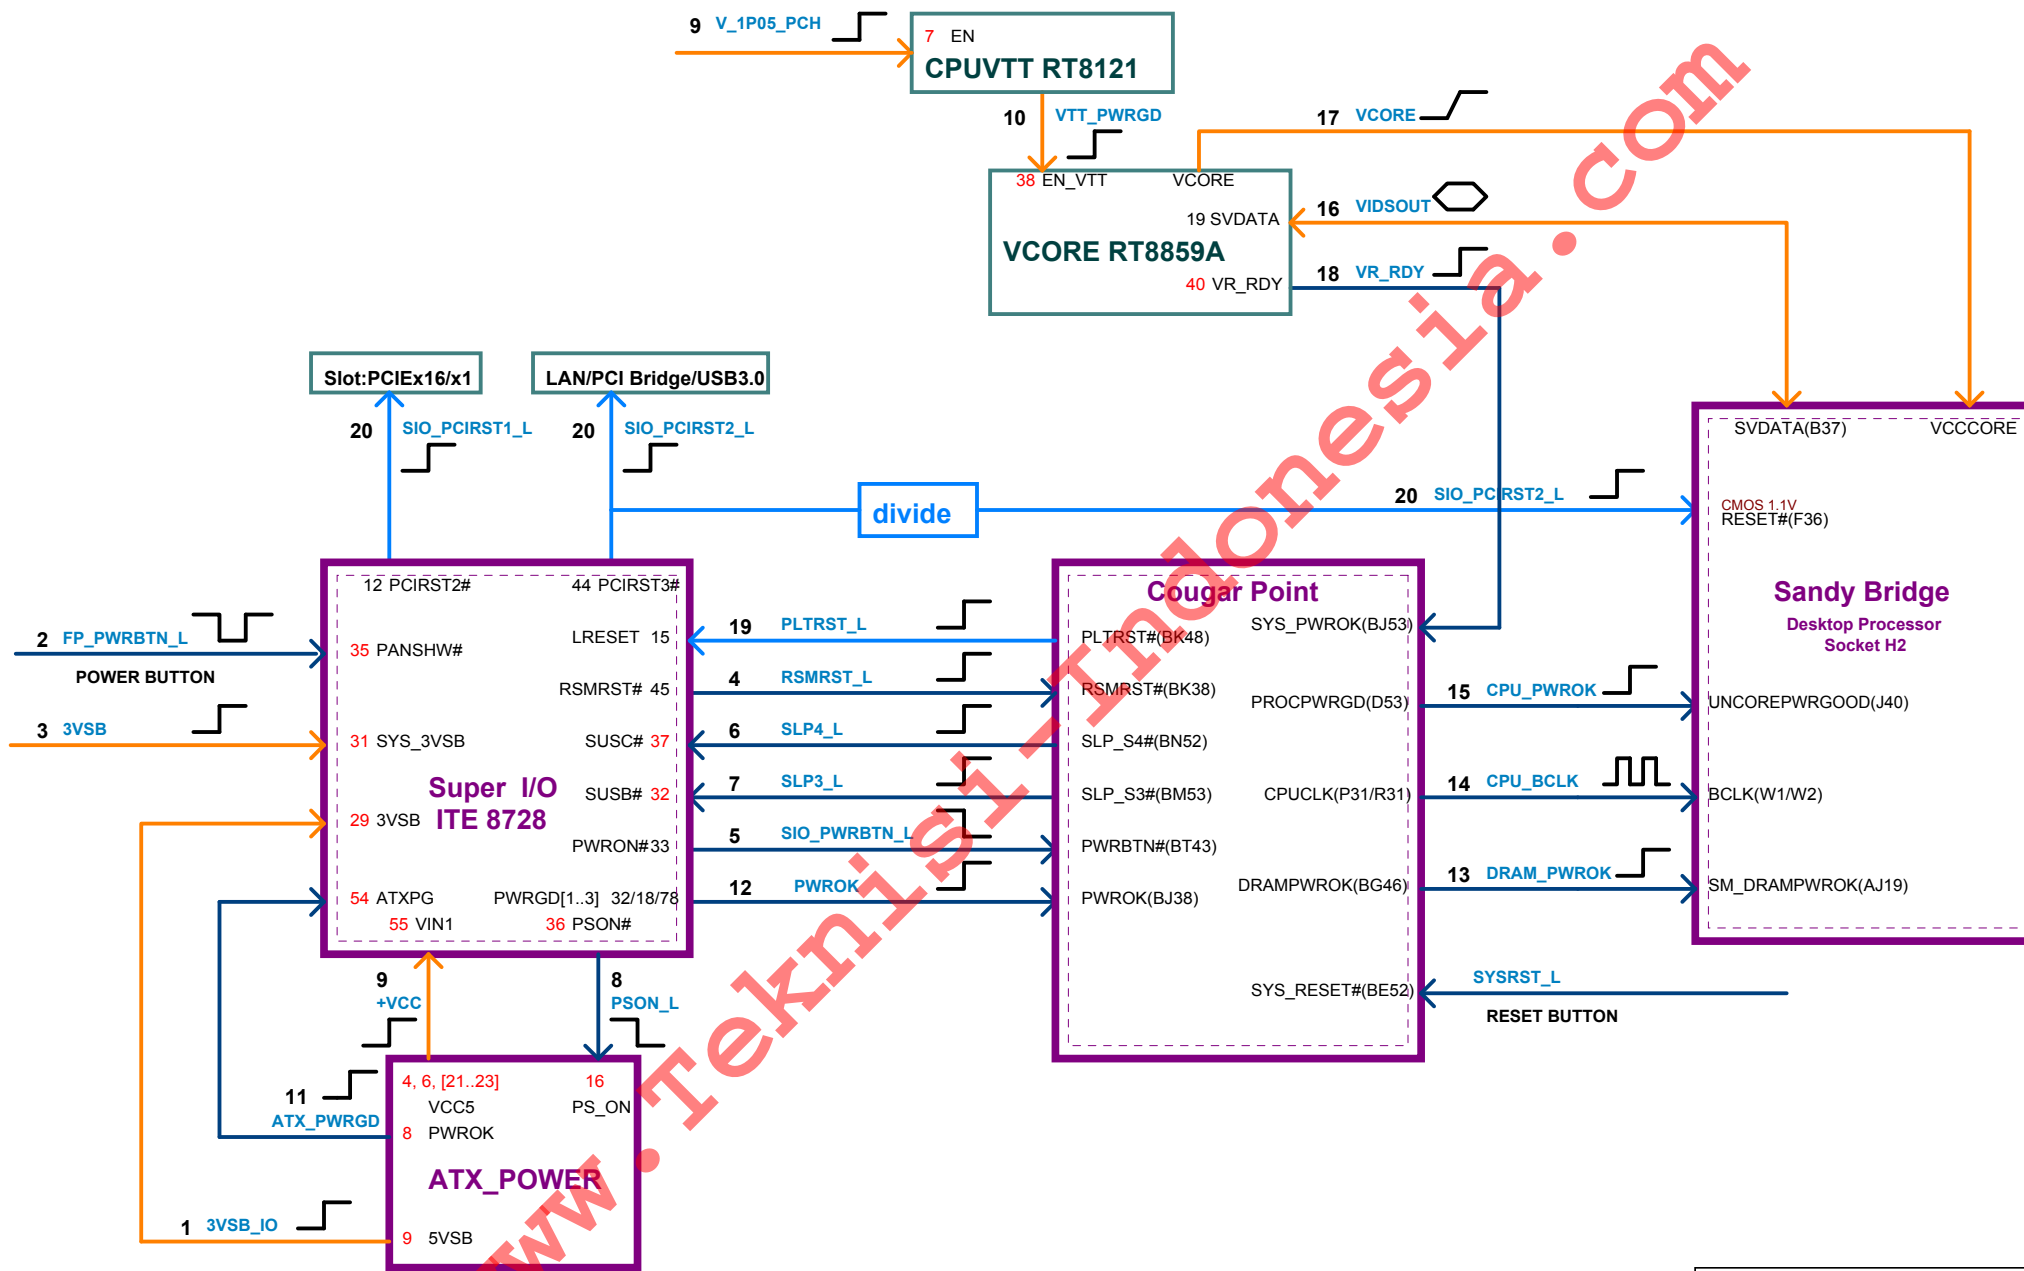 9 V_1P05_PCH
7 EN
CPUVTT RT8121
10 VTT_PWRGD
17 VCORE
38 EN_VTT VCORE
16 VIDSOUT
19 SVDATA
VCORE RT8859A
18 VR_RDY
40 VR_RDY
Slot:PCIEx16/x1
LAN/PCI Bridge/USB3.0
20 SIO_PCIRST1_L
20 SIO_PCIRST2_L
SVDATA(B37) VCCCORE
divide
20 SIO_PCIRST2_L
CMOS 1.1V
RESET#(F36)
12 PCIRST2# 44 PCIRST3#
Cougar Point
Sandy Bridge
Desktop Processor
Socket H2
2 FP_PWRBTN_L
POWER BUTTON
35 PANSHW#
LRESET 15
19 PLTRST_L
PLTRST#(BK48)
SYS_PWROK(BJ53)
RSMRST# 45
4 RSMRST_L
RSMRST#(BK38)
PROCPWRGD(D53)
15 CPU_PWROK
UNCOREPWRGOOD(J40)
3 3VSB
31 SYS_3VSB
SUSC# 37
6 SLP4_L
SLP_S4#(BN52)
Super I/O
ITE 8728
SUSB# 32
7 SLP3_L
SLP_S3#(BM53)
CPUCLK(P31/R31)
14 CPU_BCLK
BCLK(W1/W2)
29 3VSB
PWRON#33
5 SIO_PWRBTN_L
PWRBTN#(BT43)
DRAMPWROK(BG46)
13 DRAM_PWROK
SM_DRAMPWROK(AJ19)
54 ATXPG
PWRGD[1..3] 32/18/78
12 PWROK
PWROK(BJ38)
55 VIN1 36 PSON#
9
+VCC
8
PSON_L
SYS_RESET#(BE52)
SYSRST_L
RESET BUTTON
4, 6, [21..23] 16
VCC5 PS_ON
11
ATX_PWRGD
8 PWROK
ATX_POWER
1 3VSB_IO
9 5VSB
ww.Teknisi-Indonesia.com